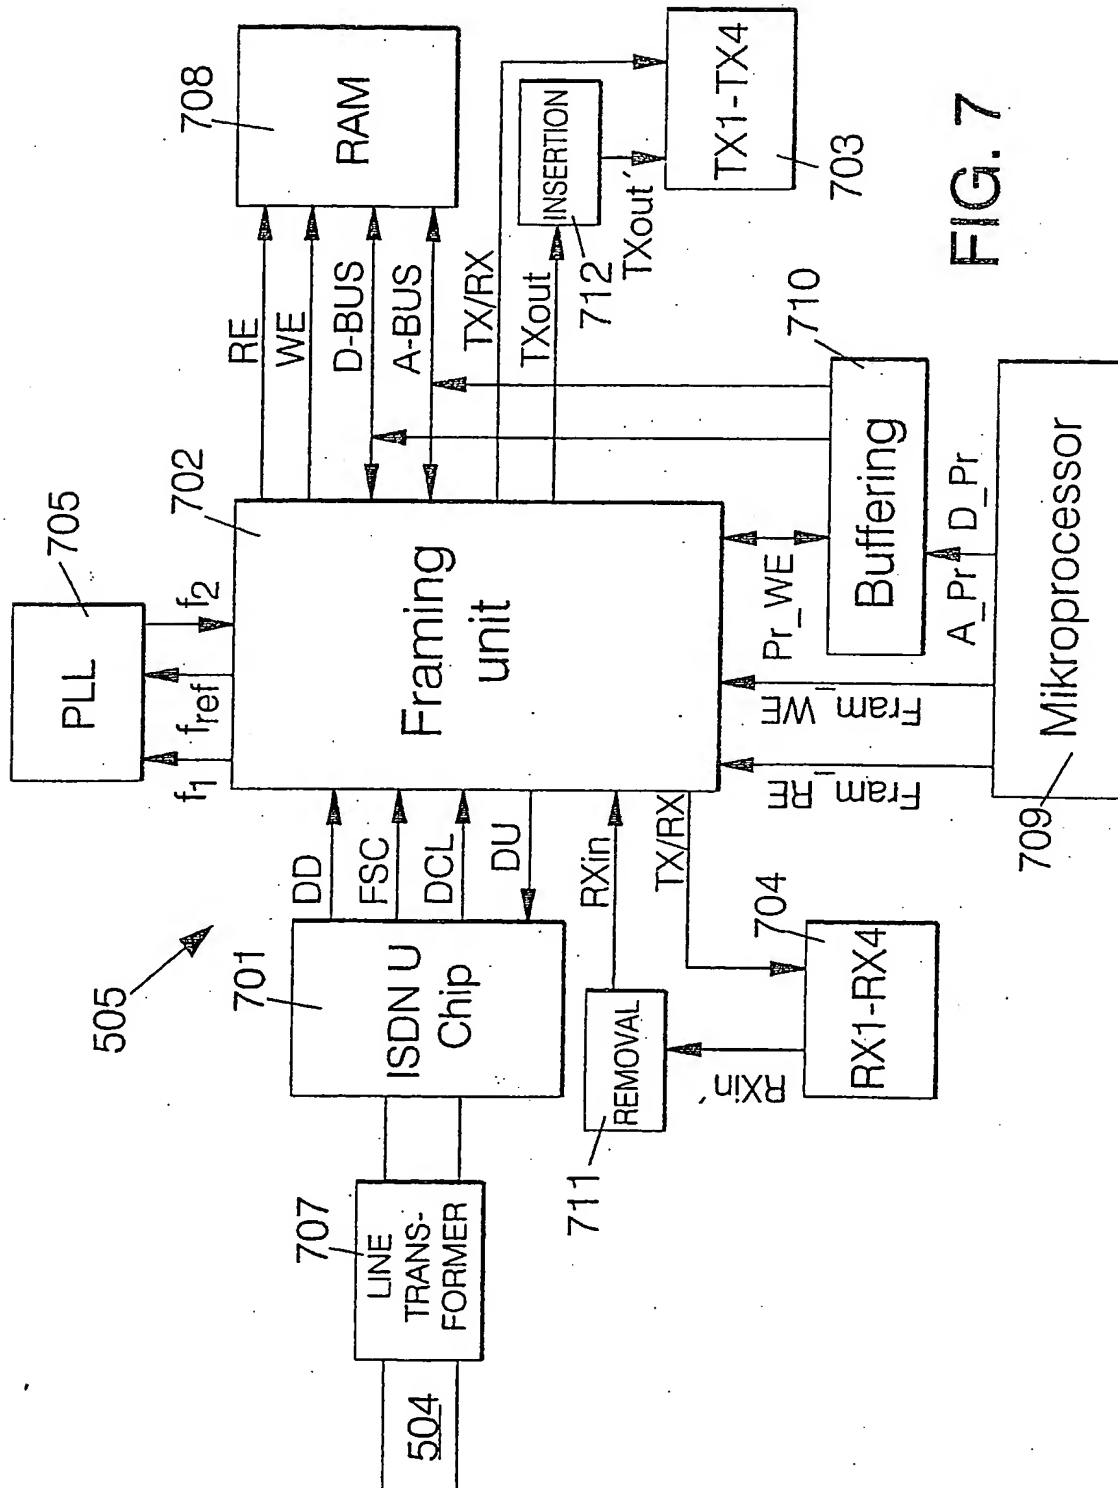 505
504
707
LINE
TRANS-
FORMER
701
ISDN U
Chip
DD
FSC
DCL
DU
711
REMOVAL
RXin
RXin´
TX/RX
704
RX1-RX4
PLL
705
f1
fref
f2
702
Framing
unit
RE
WE
D-BUS
A-BUS
708
RAM
TX/RX
TXout
712
INSERTION
TXout´
TX1-TX4
703
Fram_RE
Fram_WE
Pr_WE
710
Buffering
A_Pr
D_Pr
709
Mikroprocessor
FIG. 7